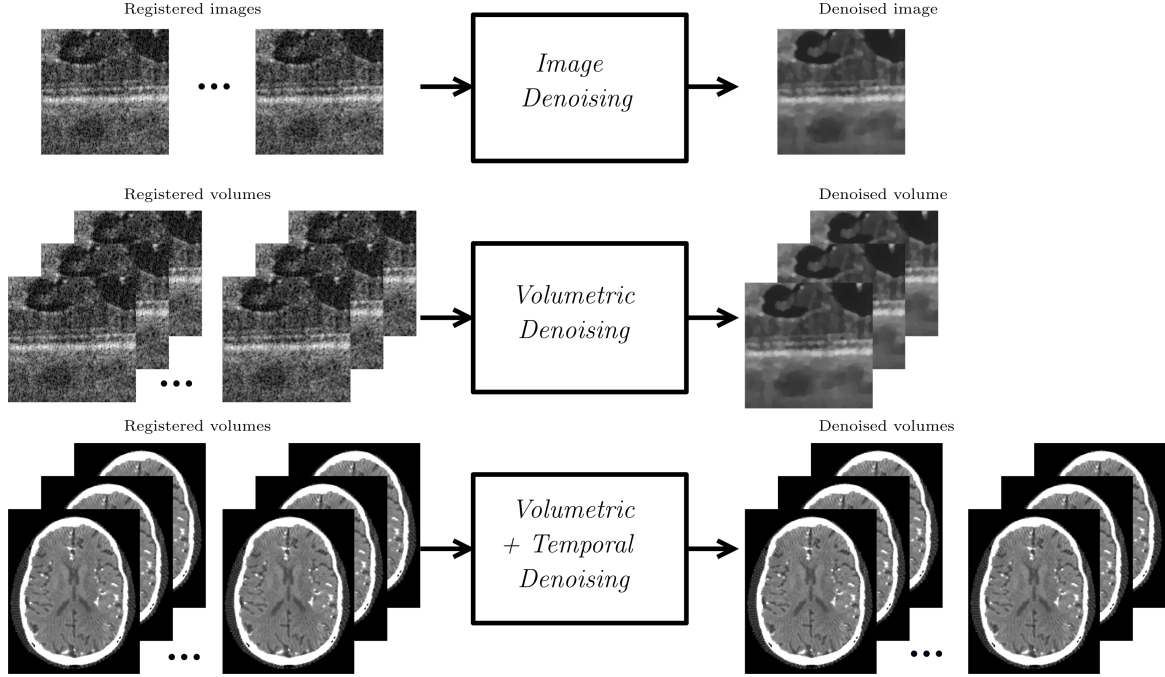 Registered images
Denoised image
Image
Denoising
Registered volumes
Denoised volume
Volumetric
Denoising
Registered volumes
Denoised volumes
Volumetric
+ Temporal
Denoising